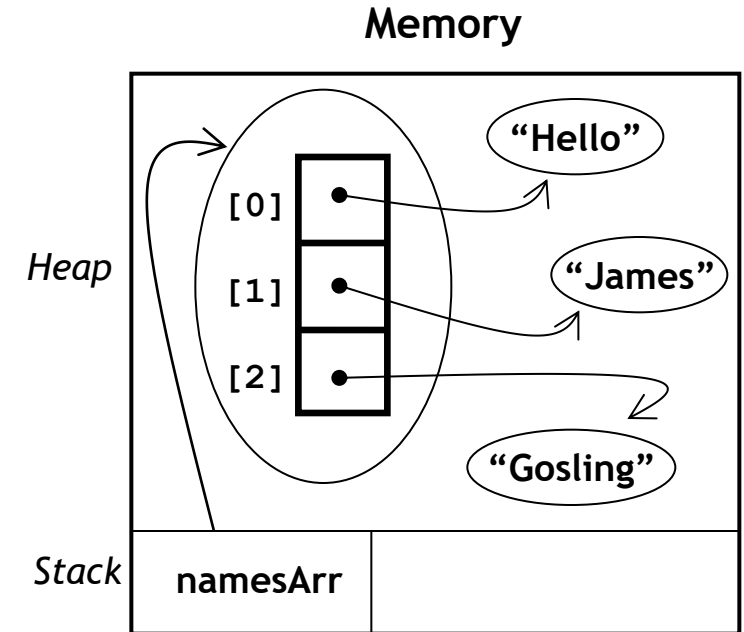 Memory
“Hello”
[0]
Heap
“James”
[1]
[2]
“Gosling”
Stack
namesArr